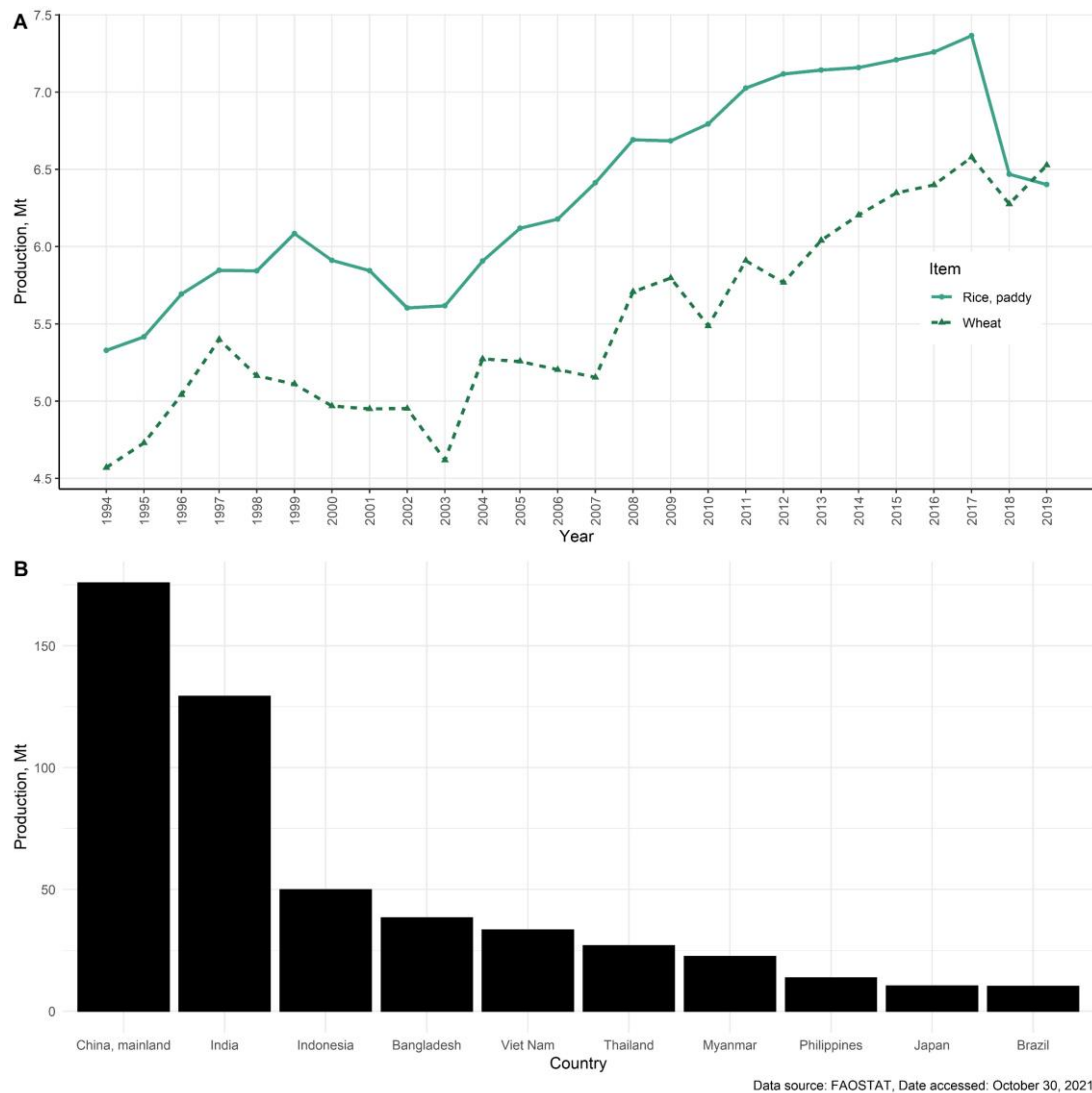 A
7.5
7.0
6.5
6.0
5.5
5.0
4.5
Production, Mt
Item
Rice, paddy
Wheat
1994 1995 1996 1997 1998 1999 2000 2001 2002 2003 2004 2005 2006 2007 2008 2009 2010 2011 2012 2013 2014 2015 2016 2017 2018 2019
Year
B
150
100
50
0
Production, Mt
China, mainland India Indonesia Bangladesh Viet Nam Thailand Myanmar Philippines Japan Brazil
Country
Data source: FAOSTAT, Date accessed: October 30, 2021